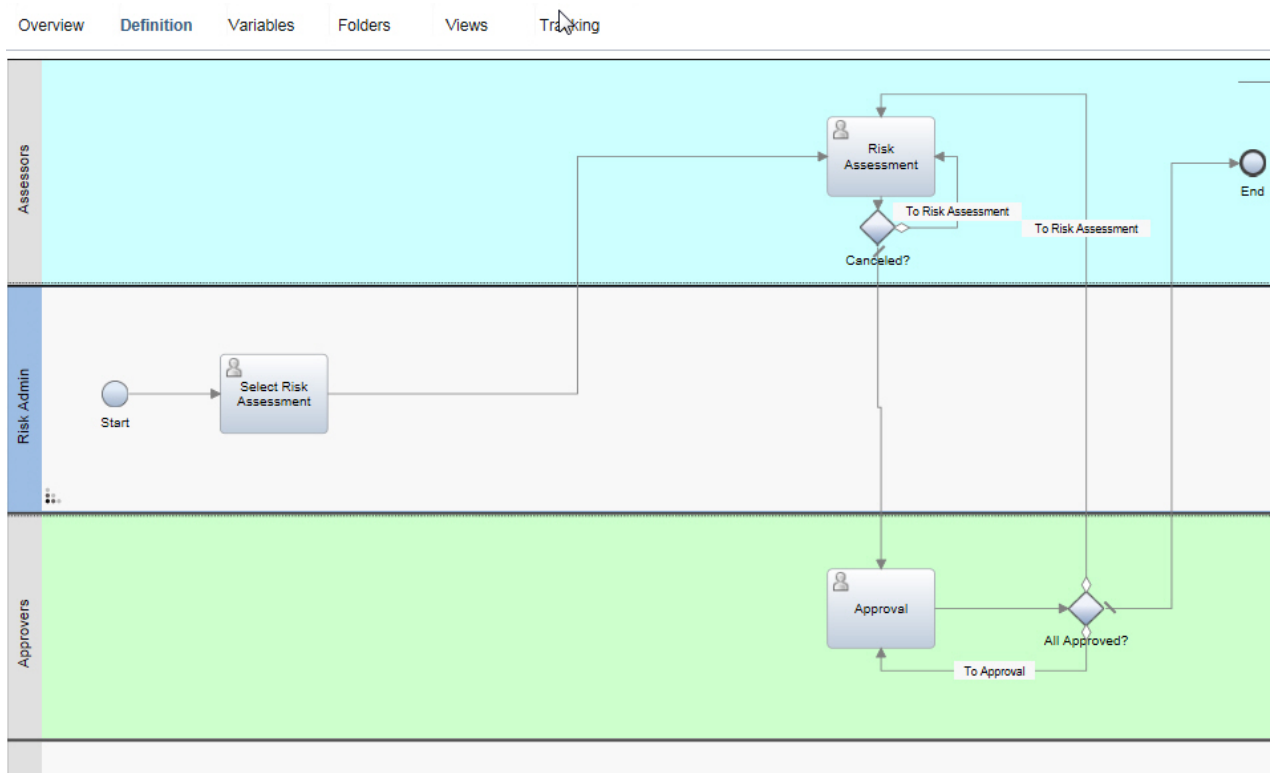 Overview
Definition
Variables
Folders
Views
Tracking
Assessors
Risk
Assessment
To Risk Assessment
To Risk Assessment
Canceled?
End
Risk Admin
Start
Select Risk
Assessment
Approvers
Approval
All Approved?
To Approval